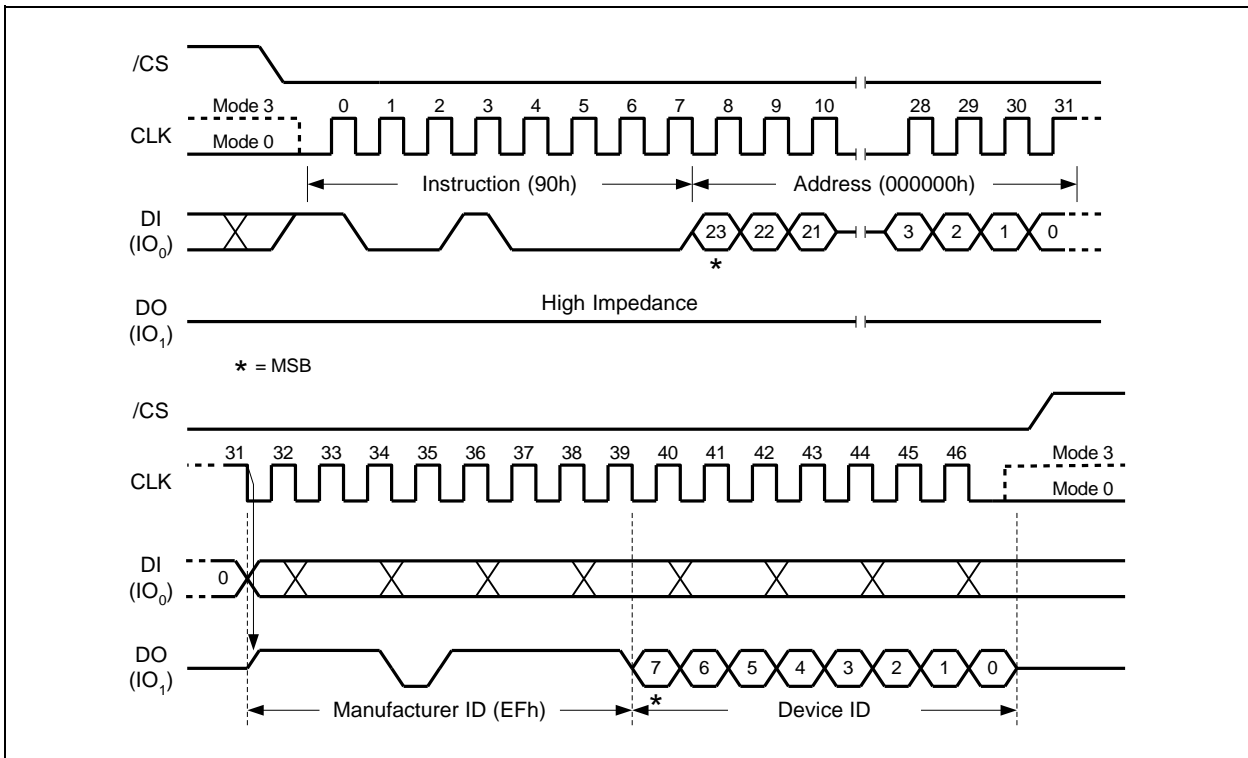 /CS
Mode 3
0 1 2 3 4 5 6 7 8 9 10 28 29 30 31
CLK
Mode 0
Instruction (90h) Address (000000h)
DI
(IO0)
23 22 21 3 2 1 0
*
High Impedance
DO
(IO1)
* = MSB
/CS
31 32 33 34 35 36 37 38 39 40 41 42 43 44 45 46
Mode 3
CLK
Mode 0
DI
(IO0)
0
DO
(IO1)
7 6 5 4 3 2 1 0
*
Manufacturer ID (EFh) Device ID